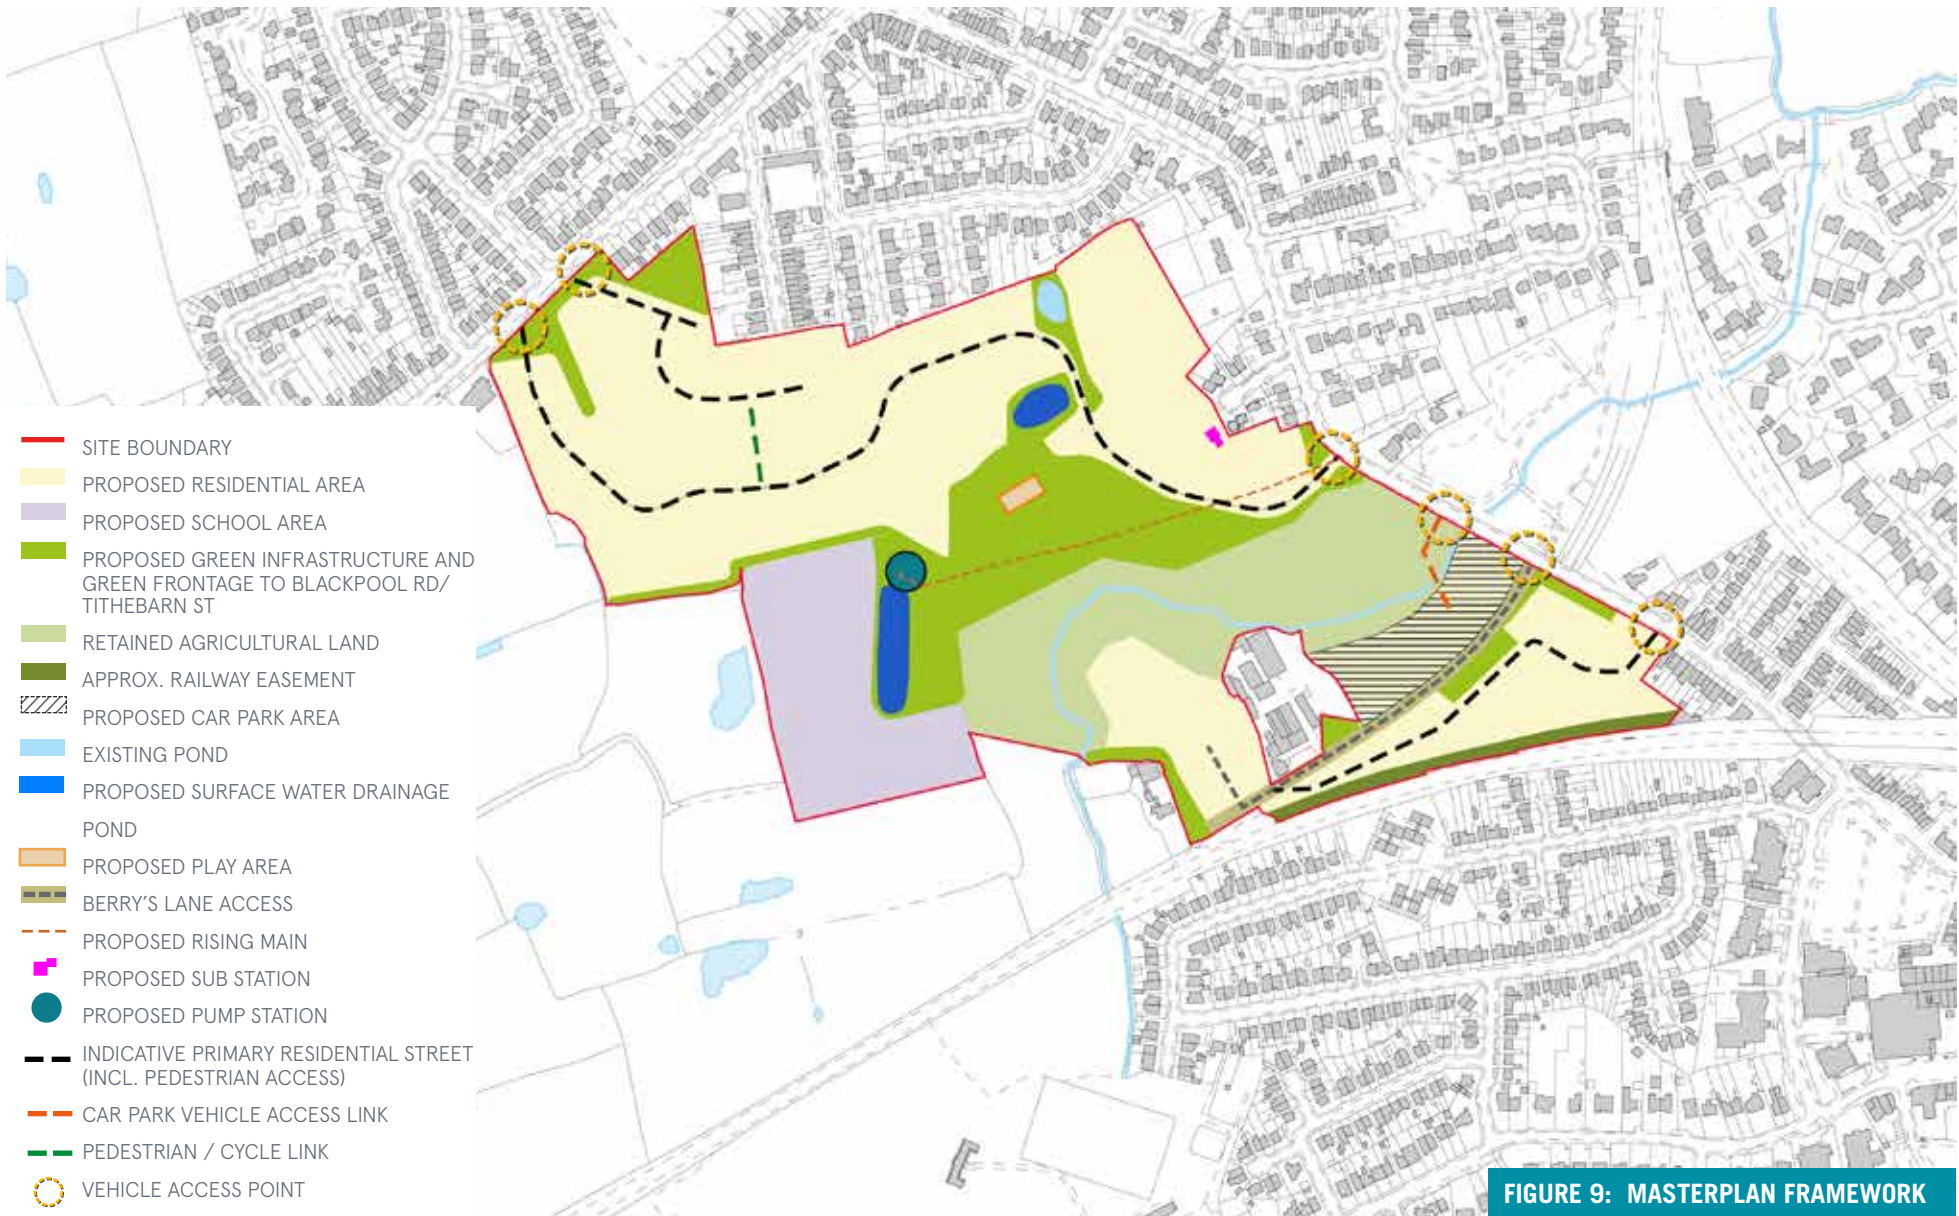 SITE BOUNDARY
PROPOSED RESIDENTIAL AREA
PROPOSED SCHOOL AREA
PROPOSED GREEN INFRASTRUCTURE AND
GREEN FRONTAGE TO BLACKPOOL RD/
TITHEBARN ST
RETAINED AGRICULTURAL LAND
APPROX. RAILWAY EASEMENT
PROPOSED CAR PARK AREA
EXISTING POND
PROPOSED SURFACE WATER DRAINAGE
POND
PROPOSED PLAY AREA
BERRY'S LANE ACCESS
PROPOSED RISING MAIN
PROPOSED SUB STATION
PROPOSED PUMP STATION
INDICATIVE PRIMARY RESIDENTIAL STREET
(INCL. PEDESTRIAN ACCESS)
CAR PARK VEHICLE ACCESS LINK
PEDESTRIAN / CYCLE LINK
VEHICLE ACCESS POINT
FIGURE 9: MASTERPLAN FRAMEWORK